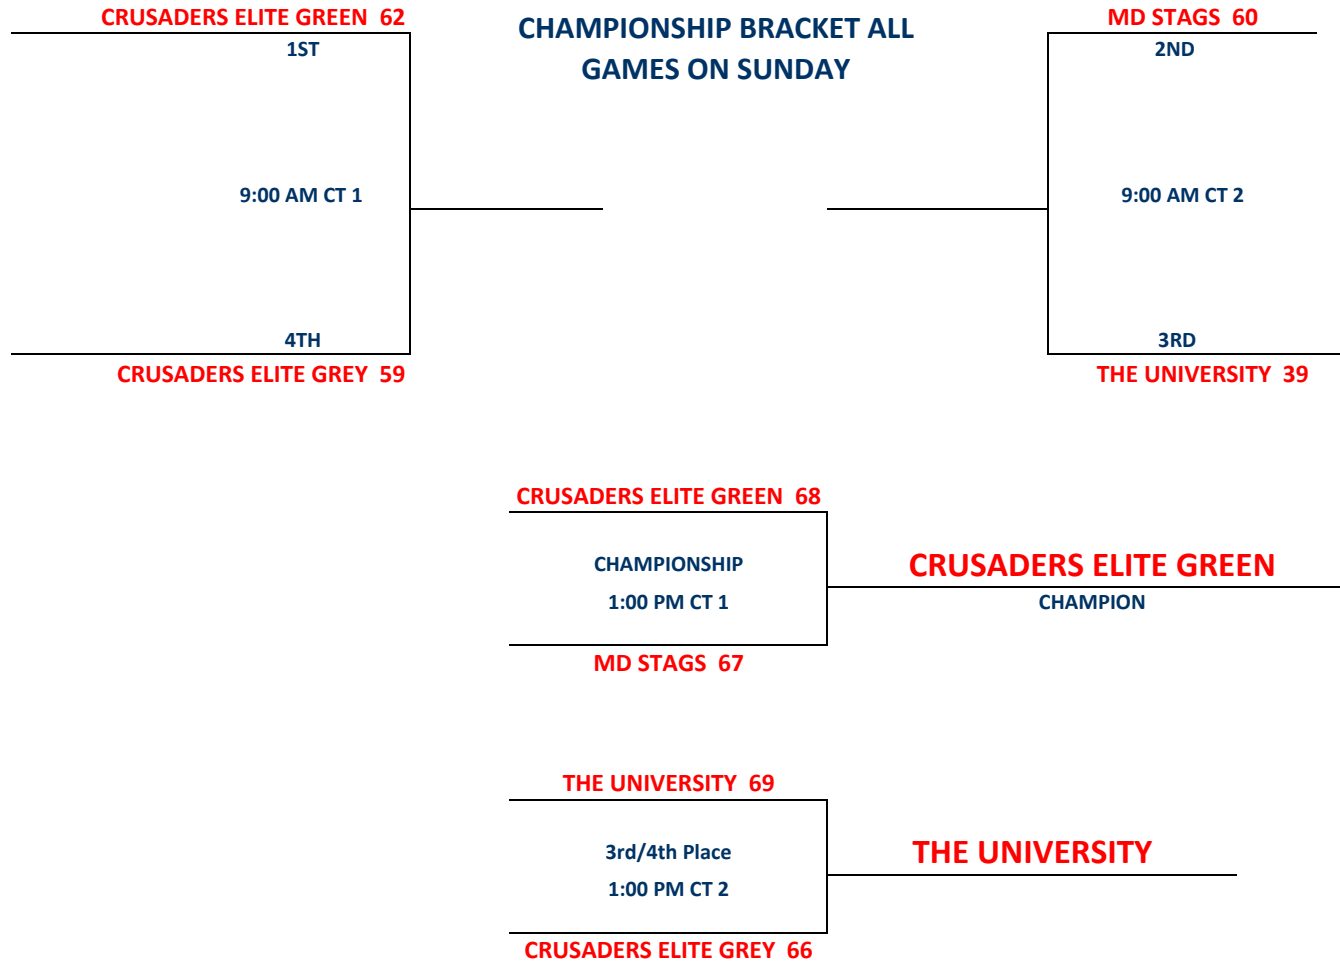 CRUSADERS ELITE GREEN 62
CHAMPIONSHIP BRACKET ALL
GAMES ON SUNDAY
MD STAGS 60
1ST
2ND
9:00 AM CT 1
9:00 AM CT 2
4TH
3RD
CRUSADERS ELITE GREY 59
THE UNIVERSITY 39
CRUSADERS ELITE GREEN 68
CHAMPIONSHIP
1:00 PM CT 1
CRUSADERS ELITE GREEN
CHAMPION
MD STAGS 67
THE UNIVERSITY 69
3rd/4th Place
1:00 PM CT 2
THE UNIVERSITY
CRUSADERS ELITE GREY 66